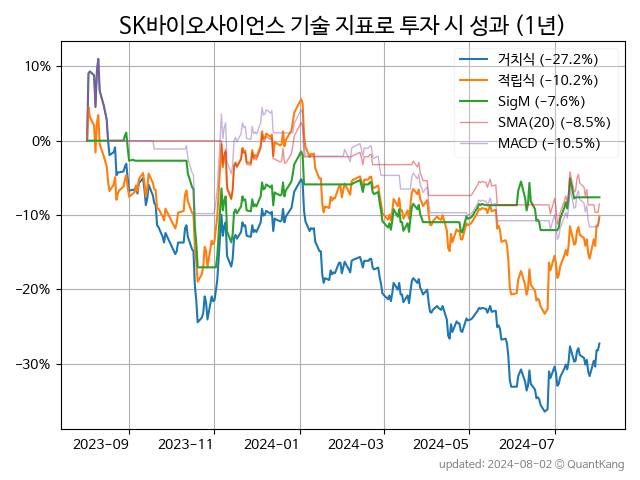 SK바이오사이언스 기술 지표로 투자 시 성과 (1년)
10%
0%
−10%
−20%
−30%
거치식 (−27.2%)
적립식 (−10.2%)
SigM (−7.6%)
SMA(20) (−8.5%)
MACD (−10.5%)
2023−09
2023−11
2024−01
2024−03
2024−05
2024−07
updated: 2024-08-02 © QuantKang